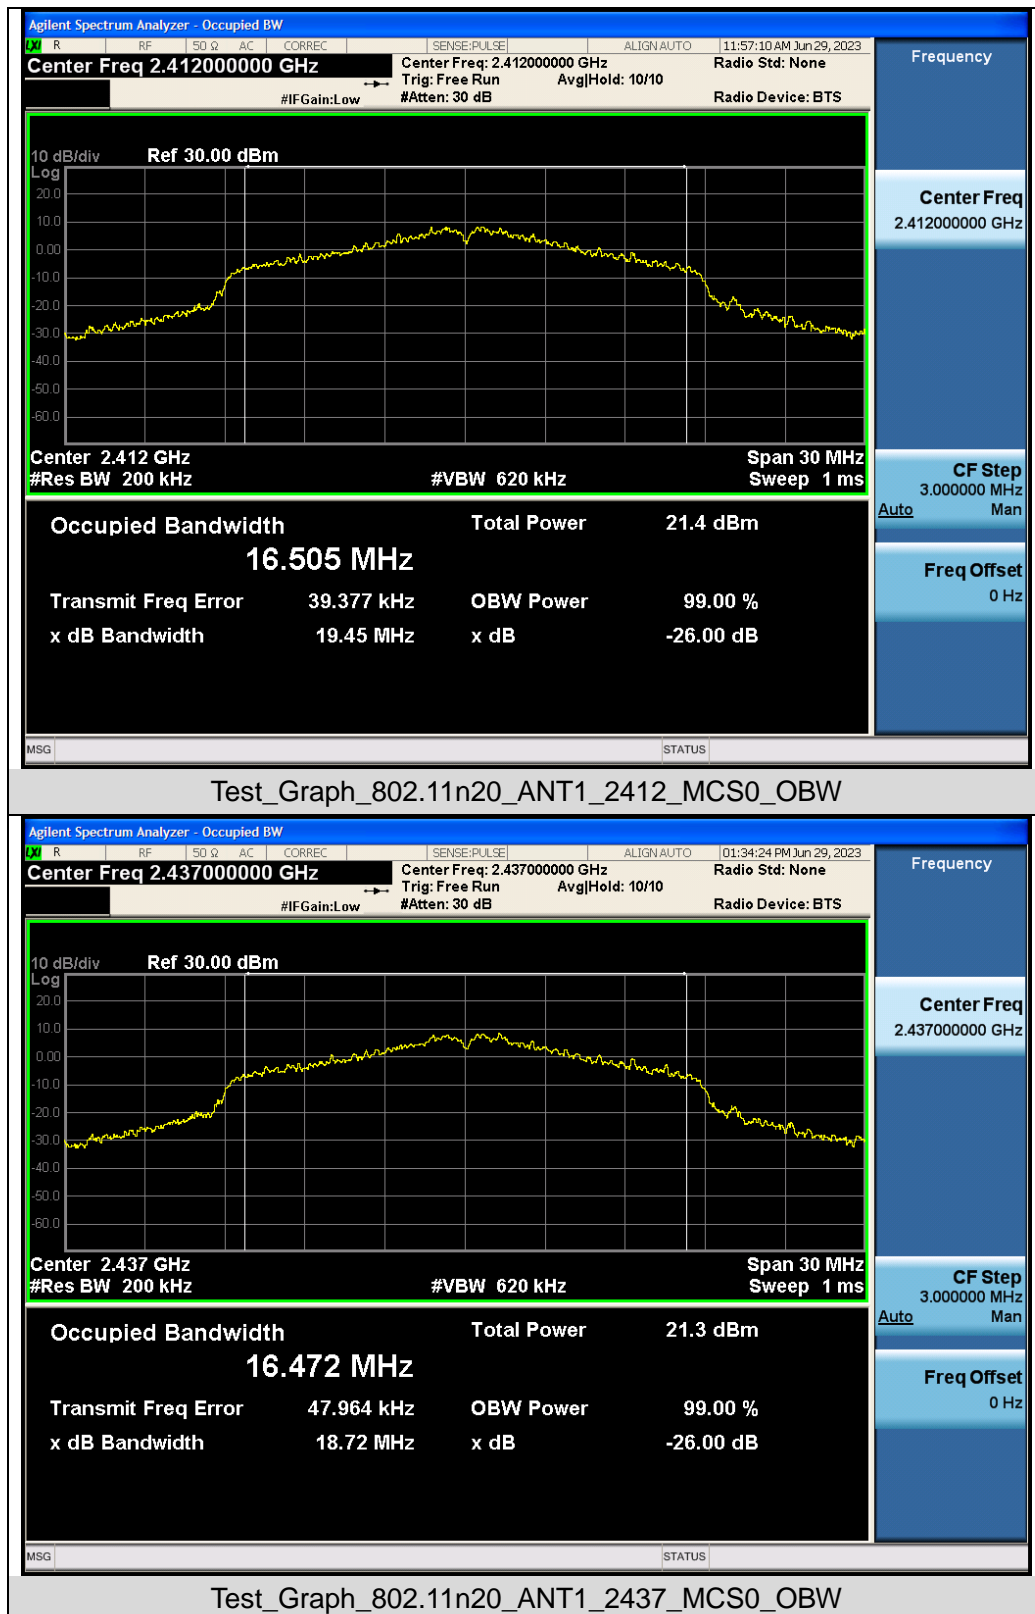 Agilent Spectrum Analyzer - Occupied BW
LXI R RF 50 Ω AC CORREC SENSE:PULSE ALIGN AUTO 11:57:10 AM Jun 29, 2023
Center Freq 2.412000000 GHz
Center Freq: 2.412000000 GHz Radio Std: None
Trig: Free Run Avg|Hold: 10/10
#IFGain:Low #Atten: 30 dB Radio Device: BTS
Frequency
10 dB/div Ref 30.00 dBm
Log
20.0
10.0
0.00
-10.0
-20.0
-30.0
-40.0
-50.0
-60.0
Center 2.412 GHz Span 30 MHz
#Res BW 200 kHz #VBW 620 kHz Sweep 1 ms
Center Freq
2.412000000 GHz
CF Step
3.000000 MHz
Auto Man
Freq Offset
0 Hz
Occupied Bandwidth Total Power 21.4 dBm
16.505 MHz
Transmit Freq Error 39.377 kHz OBW Power 99.00 %
x dB Bandwidth 19.45 MHz x dB -26.00 dB
MSG STATUS
Test_Graph_802.11n20_ANT1_2412_MCS0_OBW
Agilent Spectrum Analyzer - Occupied BW
LXI R RF 50 Ω AC CORREC SENSE:PULSE ALIGN AUTO 01:34:24 PM Jun 29, 2023
Center Freq 2.437000000 GHz
Center Freq: 2.437000000 GHz Radio Std: None
Trig: Free Run Avg|Hold: 10/10
#IFGain:Low #Atten: 30 dB Radio Device: BTS
Frequency
10 dB/div Ref 30.00 dBm
Log
20.0
10.0
0.00
-10.0
-20.0
-30.0
-40.0
-50.0
-60.0
Center 2.437 GHz Span 30 MHz
#Res BW 200 kHz #VBW 620 kHz Sweep 1 ms
Center Freq
2.437000000 GHz
CF Step
3.000000 MHz
Auto Man
Freq Offset
0 Hz
Occupied Bandwidth Total Power 21.3 dBm
16.472 MHz
Transmit Freq Error 47.964 kHz OBW Power 99.00 %
x dB Bandwidth 18.72 MHz x dB -26.00 dB
MSG STATUS
Test_Graph_802.11n20_ANT1_2437_MCS0_OBW